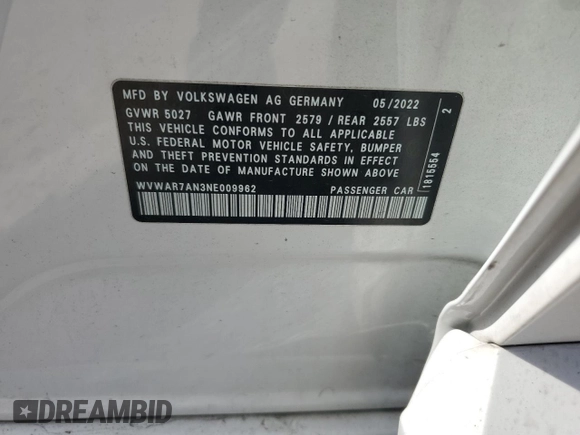 MFD BY VOLKSWAGEN AG GERMANY 05/2022
GVWR 5027 GAWR FRONT 2579 / REAR 2557 LBS
THIS VEHICLE CONFORMS TO ALL APPLICABLE
U.S. FEDERAL MOTOR VEHICLE SAFETY, BUMPER
AND THEFT PREVENTION STANDARDS IN EFFECT
ON THE DATE OF MANUFACTURE SHOWN ABOVE
WVWAR7AN3NE009962 PASSENGER CAR
1815554 2
DREAMBID